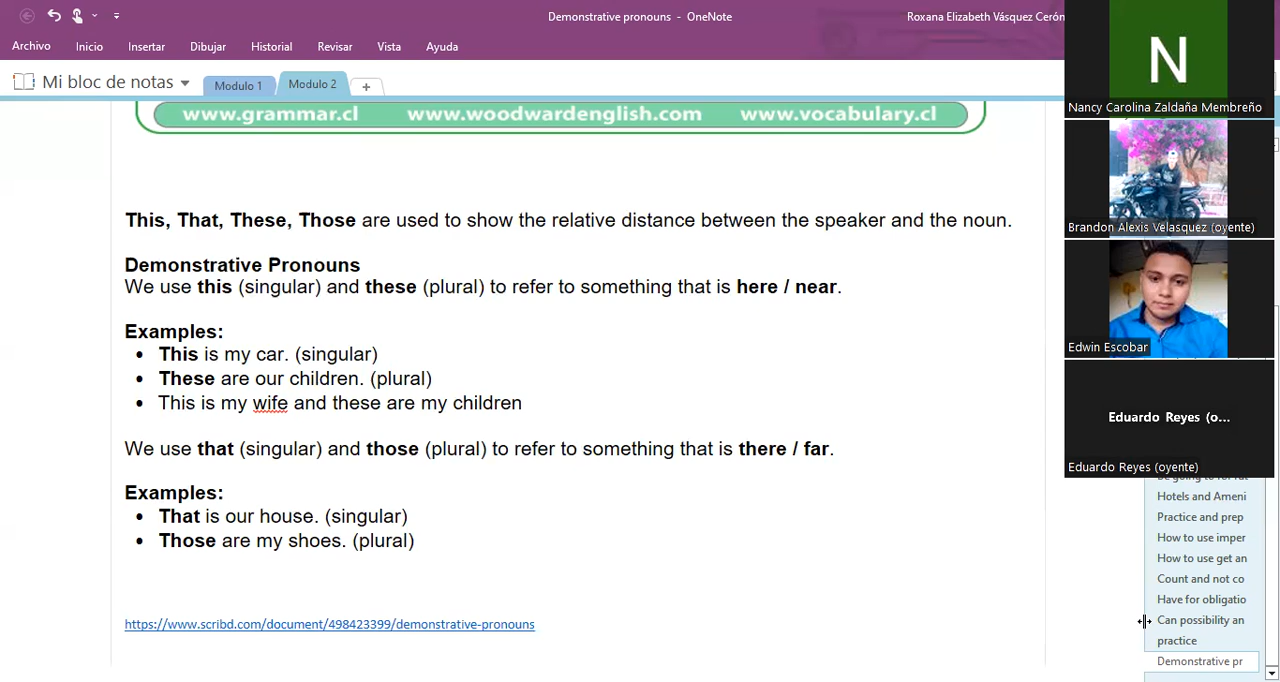 Demonstrative pronouns - OneNote
Roxana Elizabeth Vásquez Cerón
Archivo Inicio Insertar Dibujar Historial Revisar Vista Ayuda
Mi bloc de notas
Modulo 1
Modulo 2
+
www.grammar.cl www.woodwardenglish.com www.vocabulary.cl
This, That, These, Those are used to show the relative distance between the speaker and the noun.
Demonstrative Pronouns
We use this (singular) and these (plural) to refer to something that is here / near.
Examples:
• This is my car. (singular)
• These are our children. (plural)
• This is my wife and these are my children
We use that (singular) and those (plural) to refer to something that is there / far.
Examples:
• That is our house. (singular)
• Those are my shoes. (plural)
https://www.scribd.com/document/498423399/demonstrative-pronouns
N
Nancy Carolina Zaldaña Membreño
Brandon Alexis Velasquez (oyente)
Edwin Escobar
Eduardo Reyes (o...
Eduardo Reyes (oyente)
be going to for fut
Hotels and Ameni
Practice and prep
How to use imper
How to use get an
Count and not co
Have for obligatio
Can possibility an
practice
Demonstrative pr